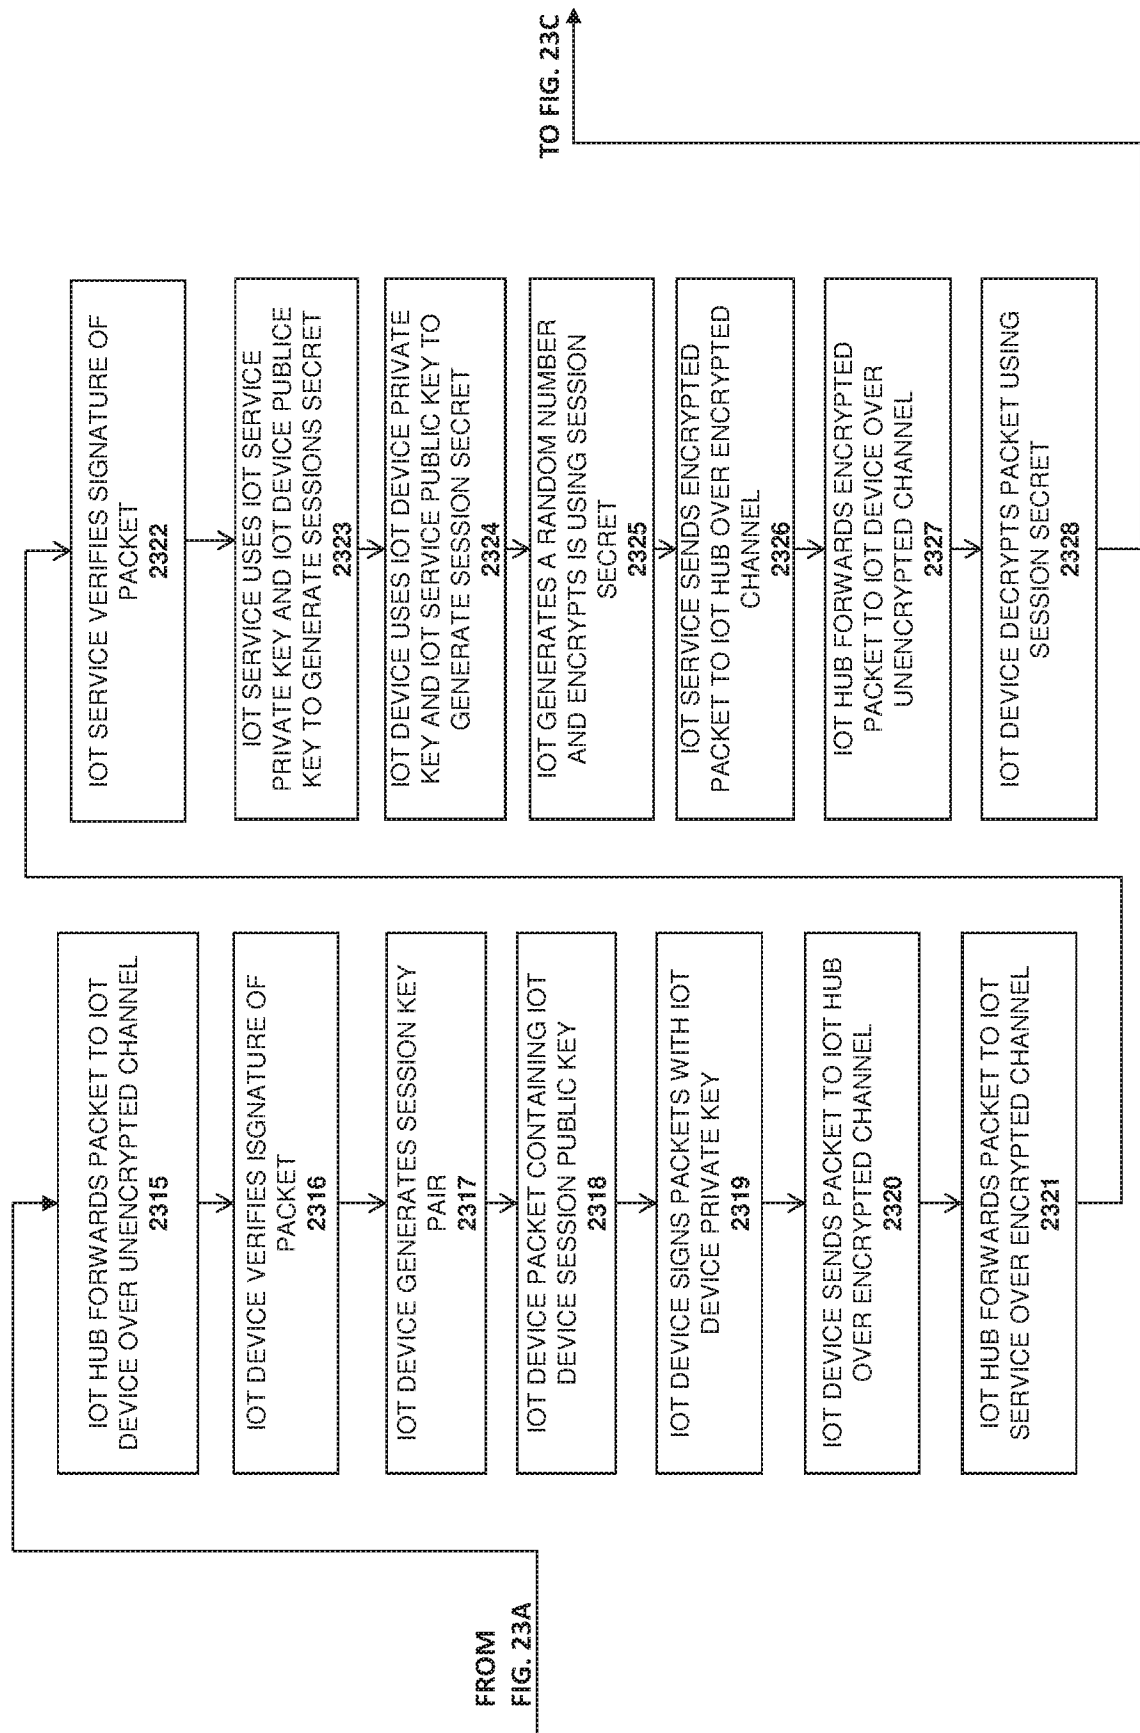 FROM
FIG. 23A
IOT HUB FORWARDS PACKET TO IOT
DEVICE OVER UNENCRYPTED CHANNEL
2315
IOT DEVICE VERIFIES ISGNATURE OF
PACKET
2316
IOT DEVICE GENERATES SESSION KEY
PAIR
2317
IOT DEVICE PACKET CONTAINING IOT
DEVICE SESSION PUBLIC KEY
2318
IOT DEVICE SIGNS PACKETS WITH IOT
DEVICE PRIVATE KEY
2319
IOT DEVICE SENDS PACKET TO IOT HUB
OVER ENCRYPTED CHANNEL
2320
IOT HUB FORWARDS PACKET TO IOT
SERVICE OVER ENCRYPTED CHANNEL
2321
IOT SERVICE VERIFIES SIGNATURE OF
PACKET
2322
IOT SERVICE USES IOT SERVICE
PRIVATE KEY AND IOT DEVICE PUBLICE
KEY TO GENERATE SESSIONS SECRET
2323
IOT DEVICE USES IOT DEVICE PRIVATE
KEY AND IOT SERVICE PUBLIC KEY TO
GENERATE SESSION SECRET
2324
IOT GENERATES A RANDOM NUMBER
AND ENCRYPTS IS USING SESSION
SECRET
2325
IOT SERVICE SENDS ENCRYPTED
PACKET TO IOT HUB OVER ENCRYPTED
CHANNEL
2326
IOT HUB FORWARDS ENCRYPTED
PACKET TO IOT DEVICE OVER
UNENCRYPTED CHANNEL
2327
IOT DEVICE DECRYPTS PACKET USING
SESSION SECRET
2328
TO FIG. 23C